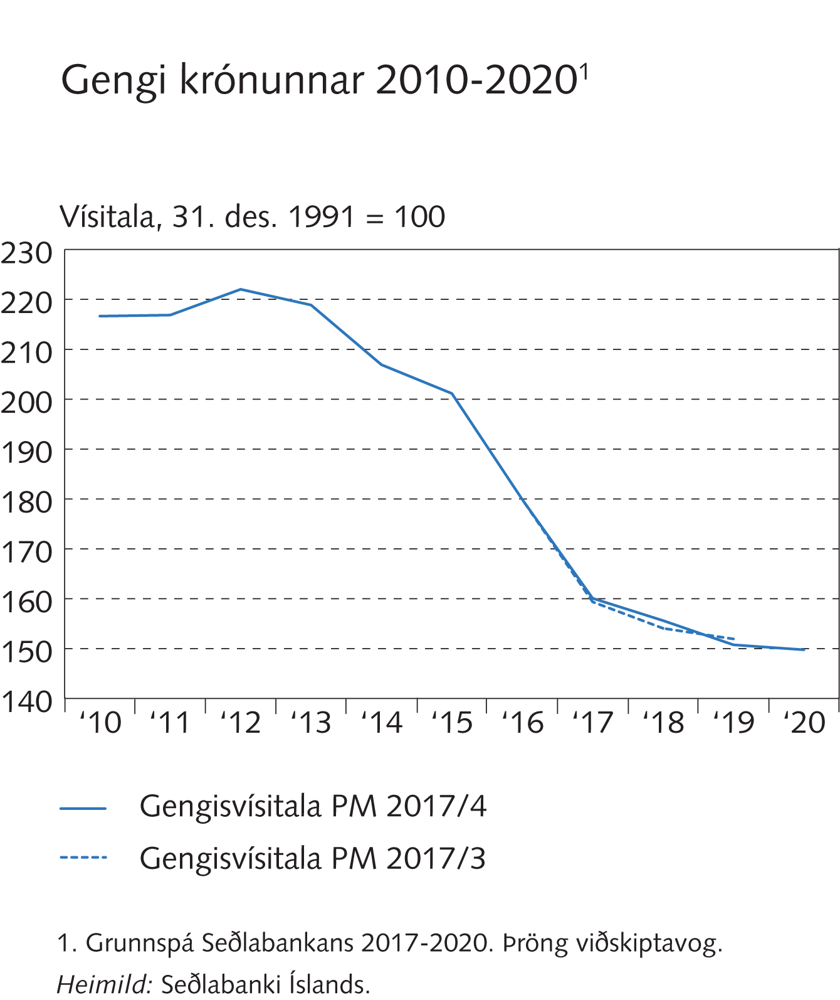 Gengi krónunnar 2010-2020¹
Vísitala, 31. des. 1991 = 100
230
220
210
200
190
180
170
160
150
140
‘10 ‘11 ‘12 ‘13 ‘14 ‘15 ‘16 ‘17 ‘18 ‘19 ‘20
Gengisvísitala PM 2017/4
Gengisvísitala PM 2017/3
1. Grunnspá Seðlabankans 2017-2020. Þröng viðskiptavog.
Heimild: Seðlabanki Íslands.